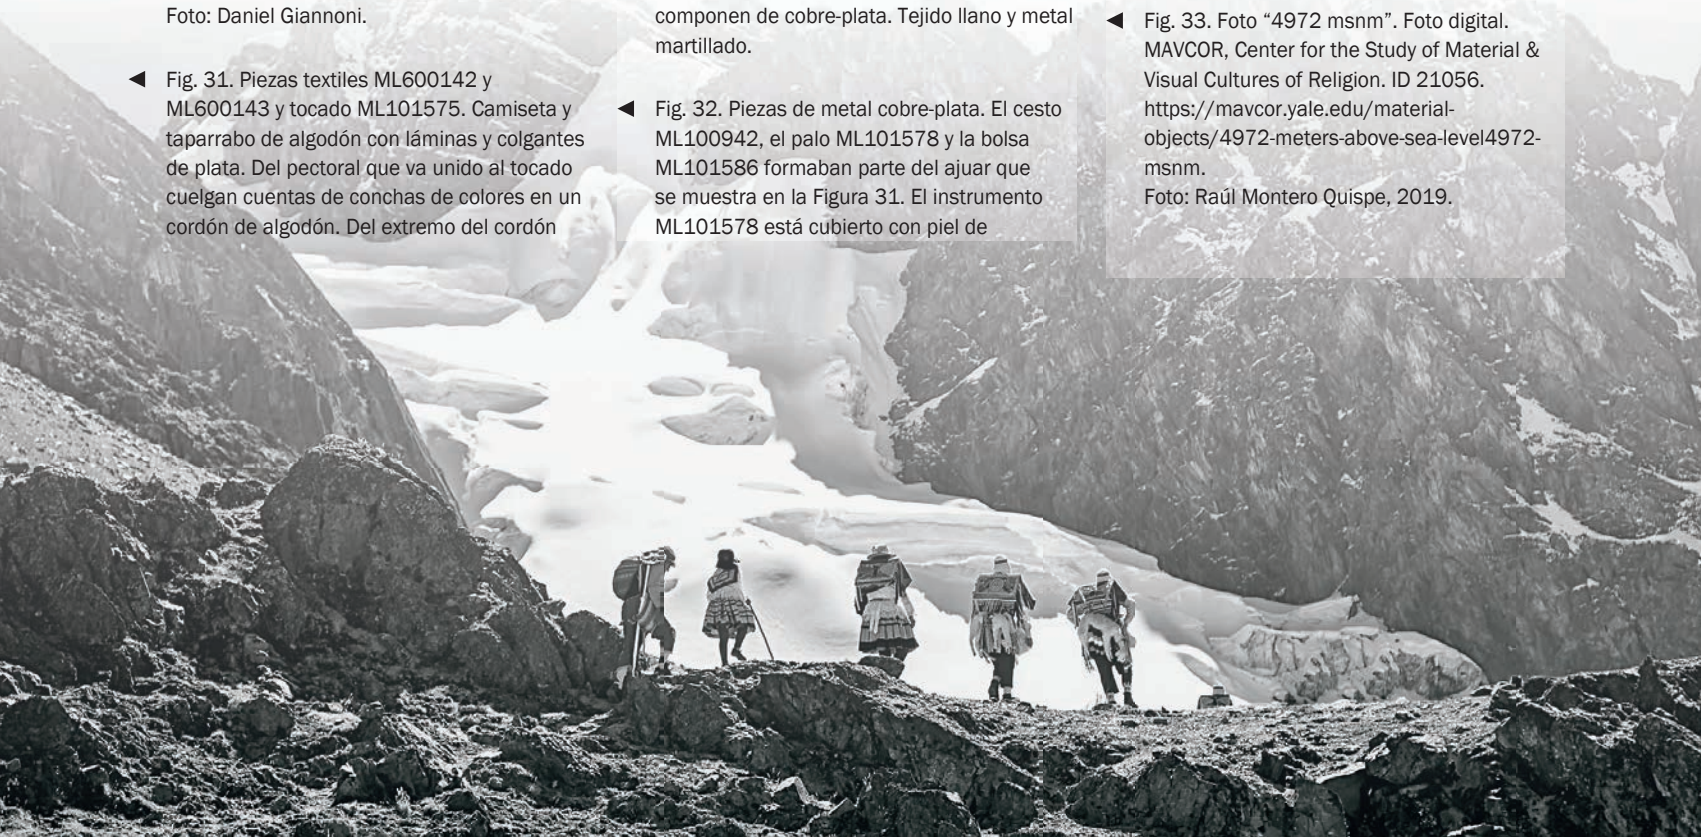 Foto: Daniel Giannoni.
◀ Fig. 31. Piezas textiles ML600142 y
ML600143 y tocado ML101575. Camiseta y
taparrabo de algodón con láminas y colgantes
de plata. Del pectoral que va unido al tocado
cuelgan cuentas de conchas de colores en un
cordón de algodón. Del extremo del cordón
componen de cobre-plata. Tejido llano y metal
martillado.
◀ Fig. 32. Piezas de metal cobre-plata. El cesto
ML100942, el palo ML101578 y la bolsa
ML101586 formaban parte del ajuar que
se muestra en la Figura 31. El instrumento
ML101578 está cubierto con piel de
◀ Fig. 33. Foto “4972 msnm”. Foto digital.
MAVCOR, Center for the Study of Material &
Visual Cultures of Religion. ID 21056.
https://mavcor.yale.edu/material-
objects/4972-meters-above-sea-level4972-
msnm.
Foto: Raúl Montero Quispe, 2019.